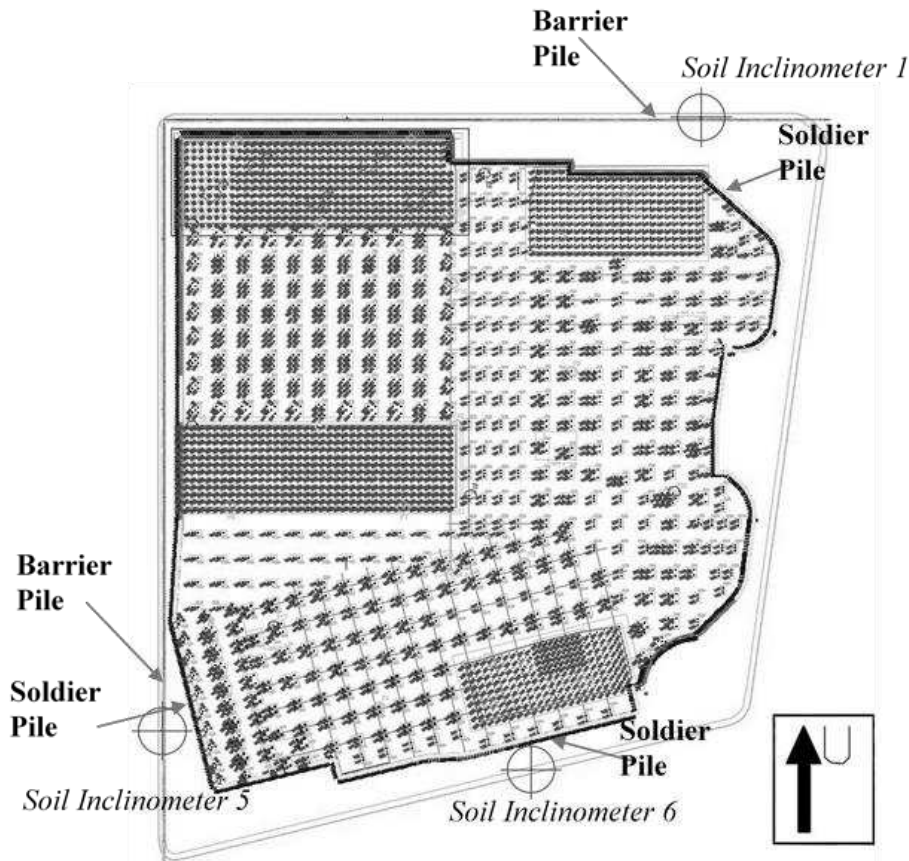 Barrier
Pile
Soil Inclinometer 1
Soldier
Pile
Barrier
Pile
Soldier
Pile
Soil Inclinometer 5
Soldier
Pile
Soil Inclinometer 6
U